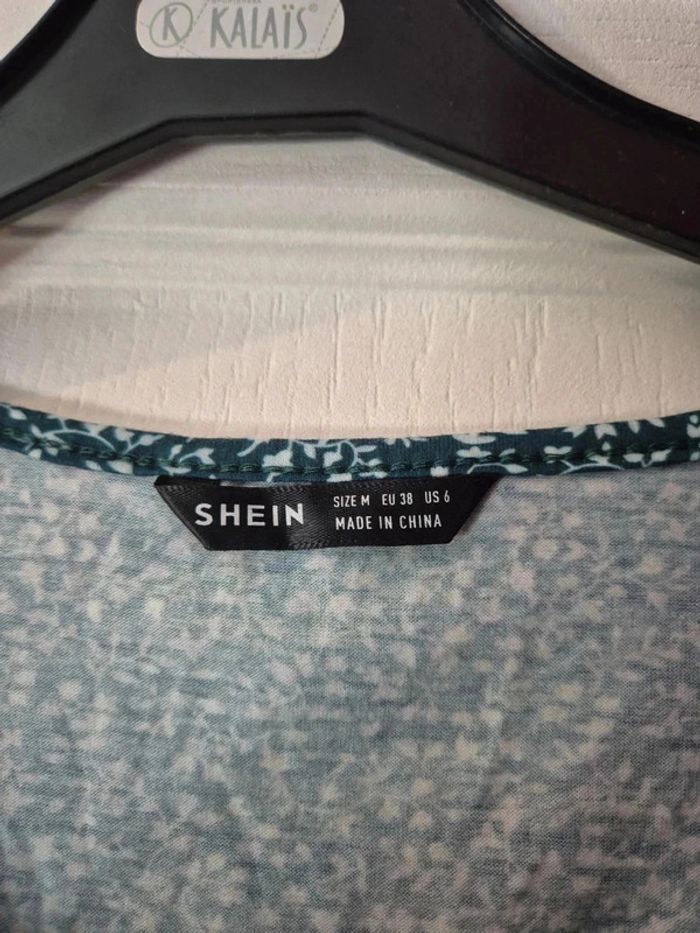 K KALAÏS®
SHEIN
SIZE M EU 38 US 6
MADE IN CHINA